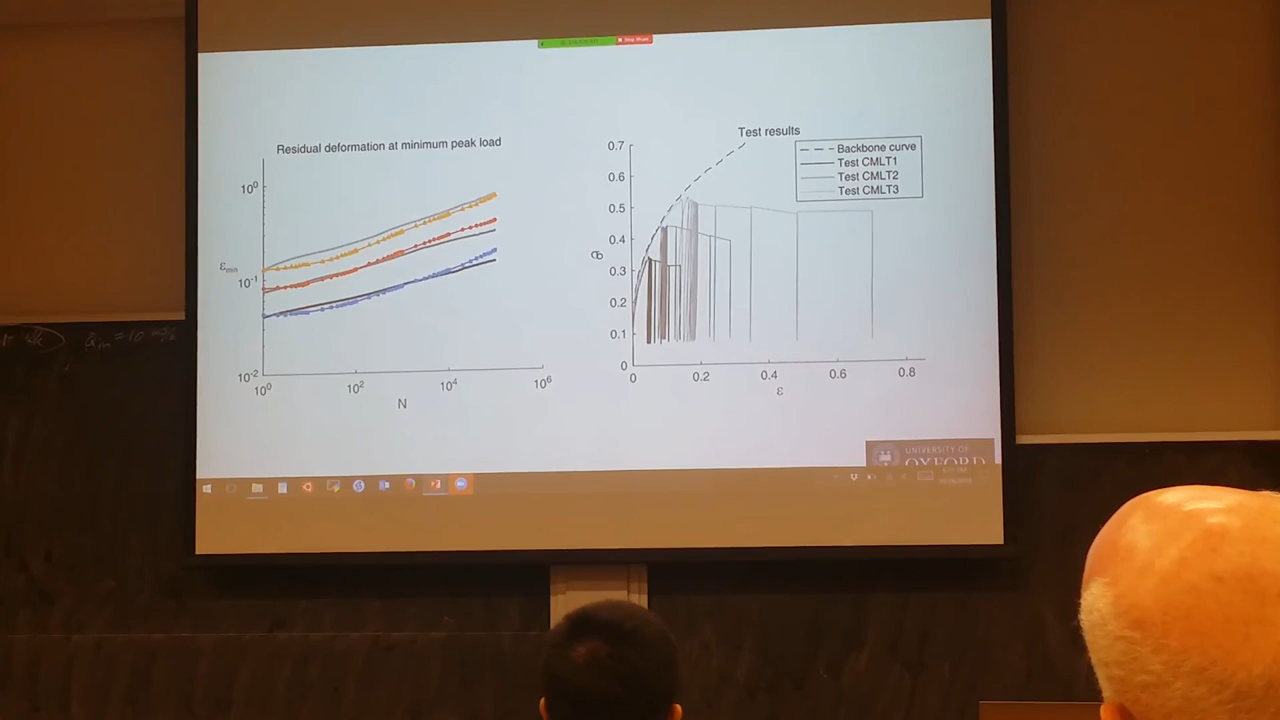 Stop Share
Residual deformation at minimum peak load
10^0
ε_min
10^-1
10^-2
10^0
10^2
10^4
10^6
N
Test results
Backbone curve
Test CMLT1
Test CMLT2
Test CMLT3
0.7
0.6
0.5
0.4
σ
0.3
0.2
0.1
0
0
0.2
0.4
0.6
0.8
ε
UNIVERSITY OF
OXFORD